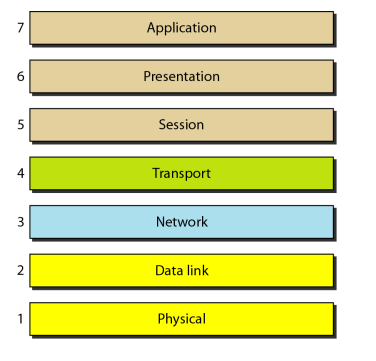 7 Application
6 Presentation
5 Session
4 Transport
3 Network
2 Data link
1 Physical